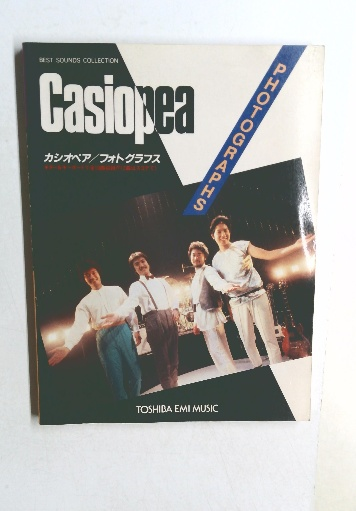 BEST SOUNDS COLLECTION
Casiopea
PHOTOGRAPHS
カシオペア/フォトグラフス
TOSHIBA EMI MUSIC